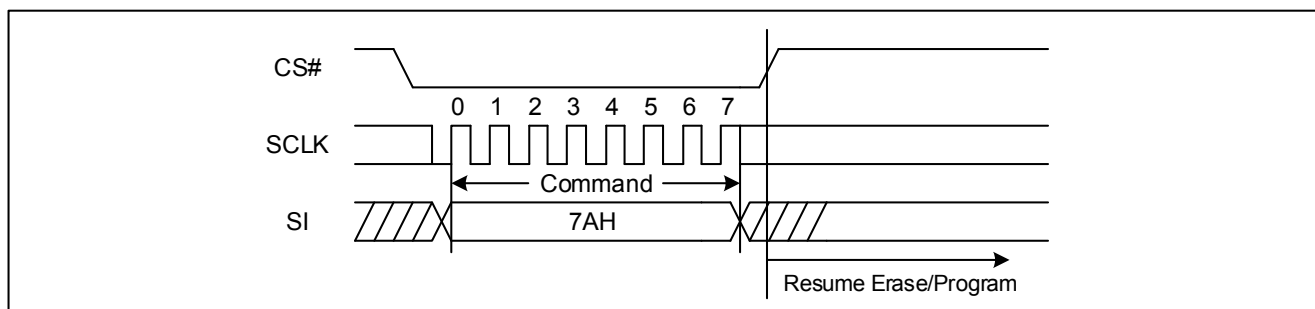 CS#
0 1 2 3 4 5 6 7
SCLK
Command
SI
7AH
Resume Erase/Program